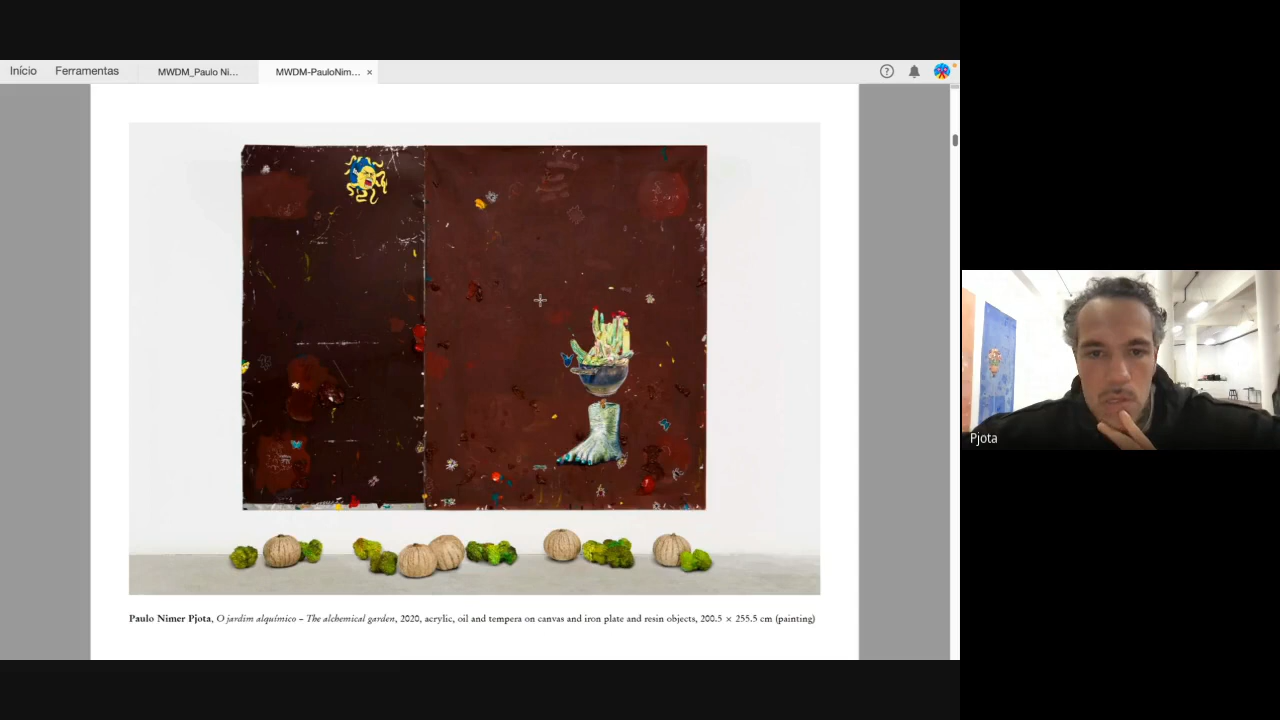 Início Ferramentas MWDM_Paulo Ni... MWDM-PauloNim... × ?
Pjota
Paulo Nimer Pjota, O jardim alquímico – The alchemical garden, 2020, acrylic, oil and tempera on canvas and iron plate and resin objects, 200.5 × 255.5 cm (painting)